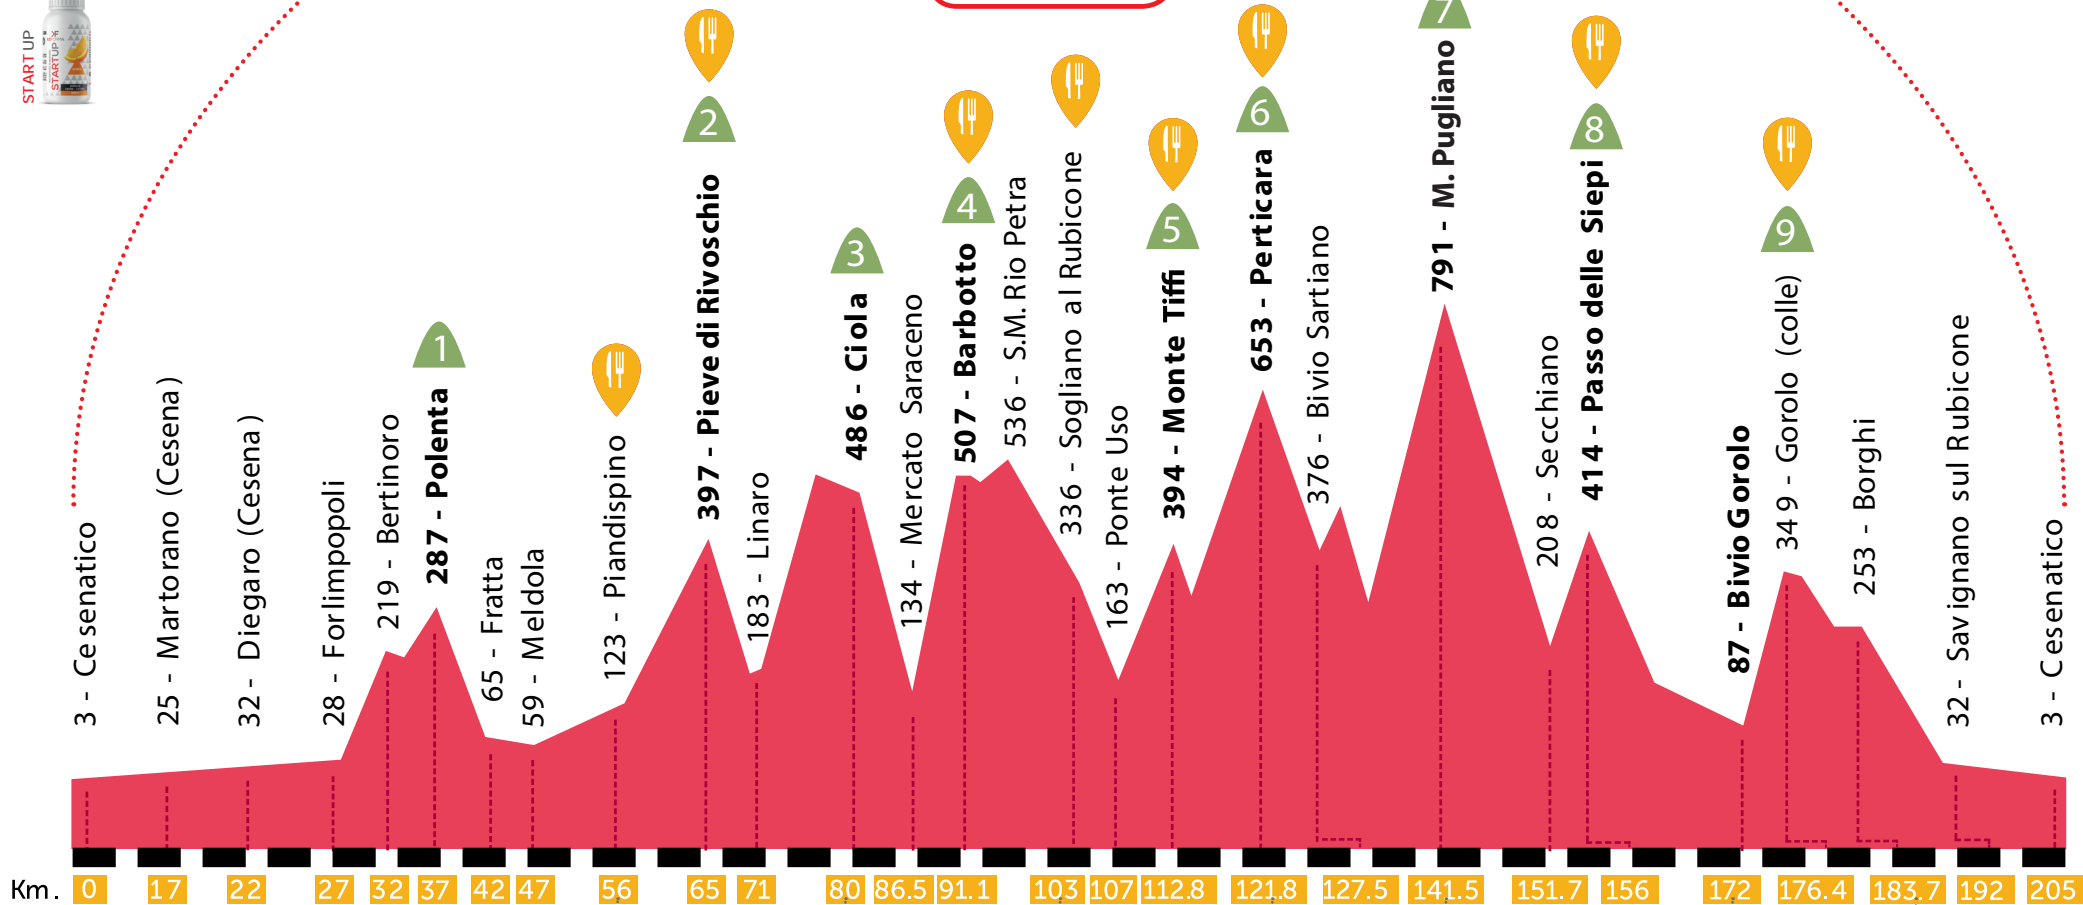 START UP
STARTUP
7
2
6
8
4
5
9
3
1
3 - Cesenatico
25 - Martorano (Cesena)
32 - Diegaro (Cesena)
28 - Forlimpopoli
219 - Bertinoro
287 - Polenta
65 - Fratta
59 - Meldola
123 - Piandispino
397 - Pieve di Rivoschio
183 - Linaro
486 - Ciola
134 - Mercato Saraceno
507 - Barbotto
536 - S.M. Rio Petra
336 - Sogliano al Rubicone
163 - Ponte Uso
394 - Monte Tiffi
653 - Perticara
376 - Bivio Sartiano
791 - M. Pugliano
208 - Secchiano
414 - Passo delle Siepi
87 - Bivio Gorolo
349 - Gorolo (colle)
253 - Borghi
32 - Savignano sul Rubicone
3 - Cesenatico
Km. 0 17 22 27 32 37 42 47 56 65 71 80 86.5 91.1 103 107 112.8 121.8 127.5 141.5 151.7 156 172 176.4 183.7 192 205